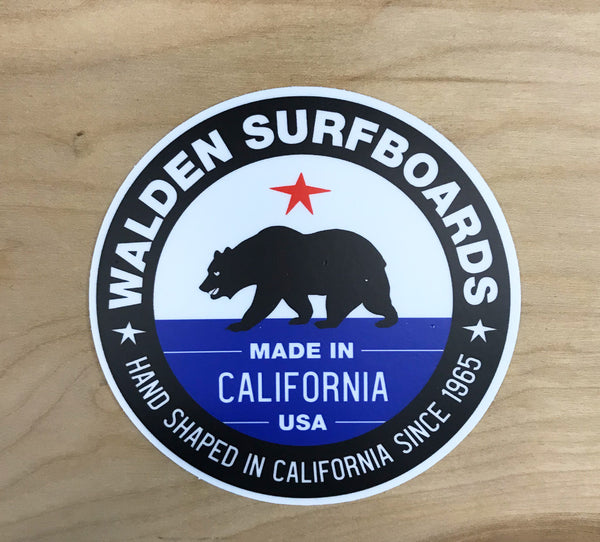 WALDEN SURFBOARDS
MADE IN
CALIFORNIA
USA
HAND SHAPED IN CALIFORNIA SINCE 1965